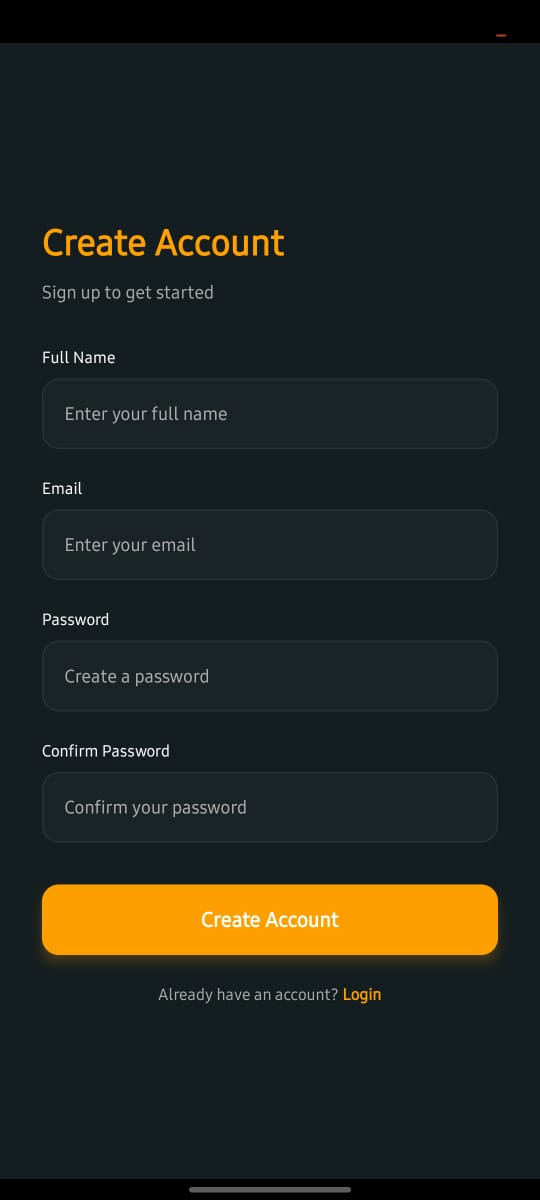 Create Account
Sign up to get started
Full Name
Enter your full name
Email
Enter your email
Password
Create a password
Confirm Password
Confirm your password
Create Account
Already have an account? Login